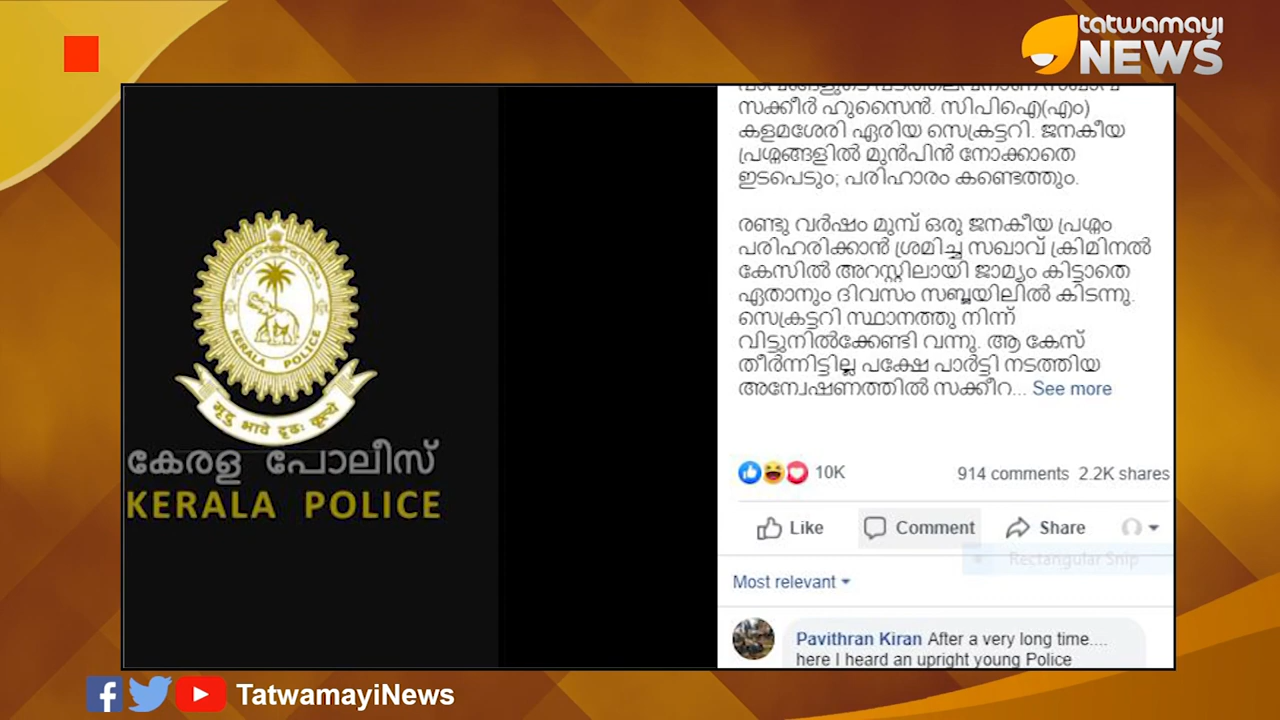 tatwamayi
NEWS
സക്കീർ ഹുസൈൻ. സിപിഐ(എം)
കളമശേരി ഏരിയ സെക്രട്ടറി. ജനകീയ
പ്രശ്നങ്ങളിൽ മുൻപിൻ നോക്കാതെ
ഇടപെടും; പരിഹാരം കണ്ടെത്തും.
രണ്ടു വർഷം മുമ്പ് ഒരു ജനകീയ പ്രശ്നം
പരിഹരിക്കാൻ ശ്രമിച്ച സഖാവ് ക്രിമിനൽ
കേസിൽ അറസ്റ്റിലായി ജാമ്യം കിട്ടാതെ
ഏതാനും ദിവസം സബ്ജയിലിൽ കിടന്നു.
സെക്രട്ടറി സ്ഥാനത്തു നിന്ന്
വിട്ടുനിൽക്കേണ്ടി വന്നു. ആ കേസ്
തീർന്നിട്ടില്ല പക്ഷേ പാർട്ടി നടത്തിയ
അന്വേഷണത്തിൽ സക്കീറ... See more
10K 914 comments 2.2K shares
Like Comment Share
Rectangular Snip
Most relevant
Pavithran Kiran After a very long time....
here I heard an upright young Police
KERALA POLICE
मृदु भावे दृढ कृत्ये
കേരള പോലീസ്
KERALA POLICE
TatwamayiNews